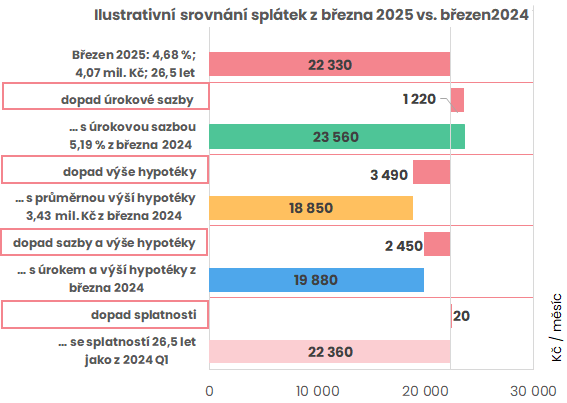 Ilustrativní srovnání splátek z března 2025 vs. březen2024
Březen 2025: 4,68 %;
4,07 mil. Kč; 26,5 let
22 330
dopad úrokové sazby
1 220
... s úrokovou sazbou
5,19 % z března 2024
23 560
dopad výše hypotéky
3 490
... s průměrnou výší hypotéky
3,43 mil. Kč z března 2024
18 850
dopad sazby a výše hypotéky
2 450
... s úrokem a výší hypotéky z
března 2024
19 880
dopad splatnosti
20
... se splatností 26,5 let
jako z 2024 Q1
22 360
0
10 000
20 000
30 000
Kč / měsíc